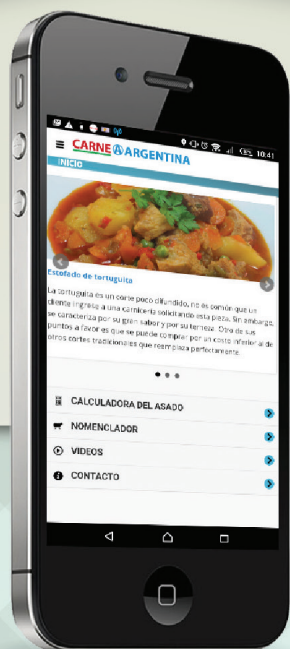 10:41
CARNE ARGENTINA
INICIO
Estofado de tortuguita
La tortuguita es un corte poco difundido, no es común que un
cliente ingrese a una carnicería solicitando esta pieza. Sin embargo,
se caracteriza por su gran sabor y por su terneza. Otra de sus
puntos a favor es que se puede comprar por un costo inferior al de
otros cortes tradicionales que reemplaza perfectamente.
CALCULADORA DEL ASADO
NOMENCLADOR
VIDEOS
CONTACTO